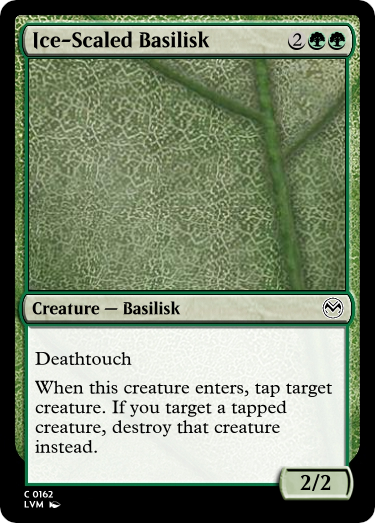 Ice-Scaled Basilisk 2
Creature — Basilisk
Deathtouch
When this creature enters, tap target
creature. If you target a tapped
creature, destroy that creature
instead.
2/2
C 0162
LVM